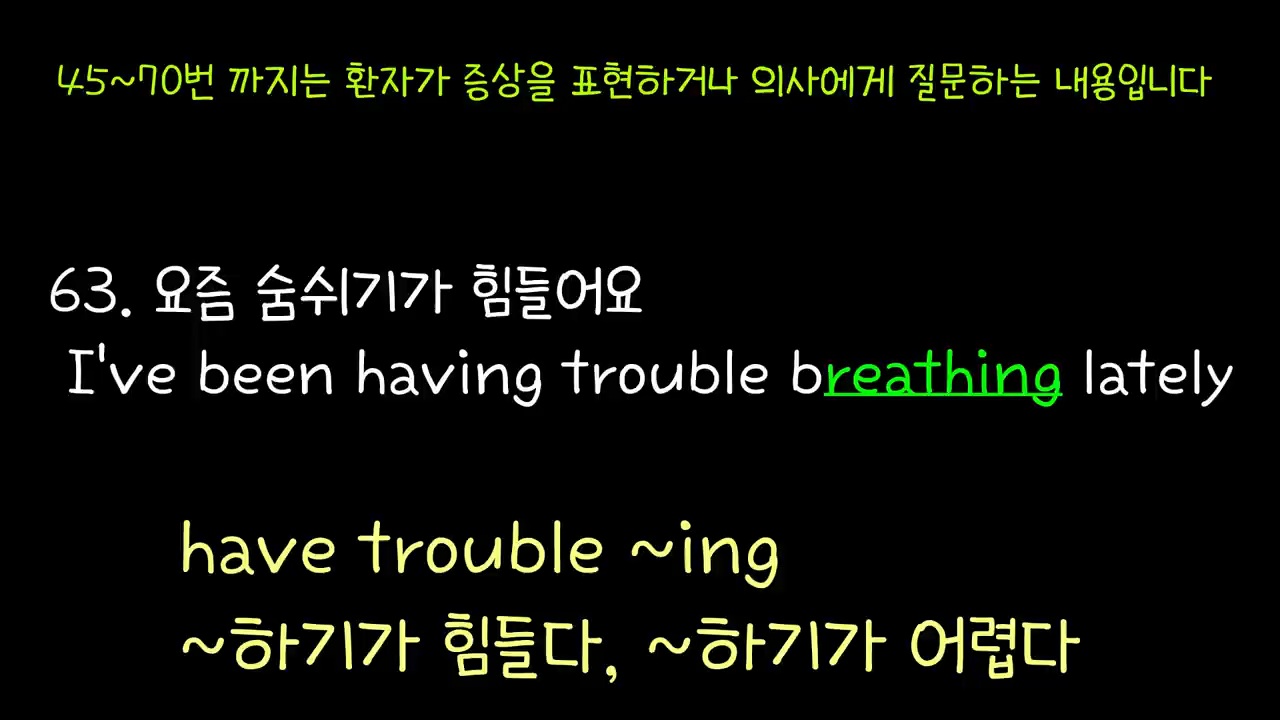 45~70번 까지는 환자가 증상을 표현하거나 의사에게 질문하는 내용입니다
63. 요즘 숨쉬기가 힘들어요
I've been having trouble breathing lately
have trouble ~ing
~하기가 힘들다, ~하기가 어렵다